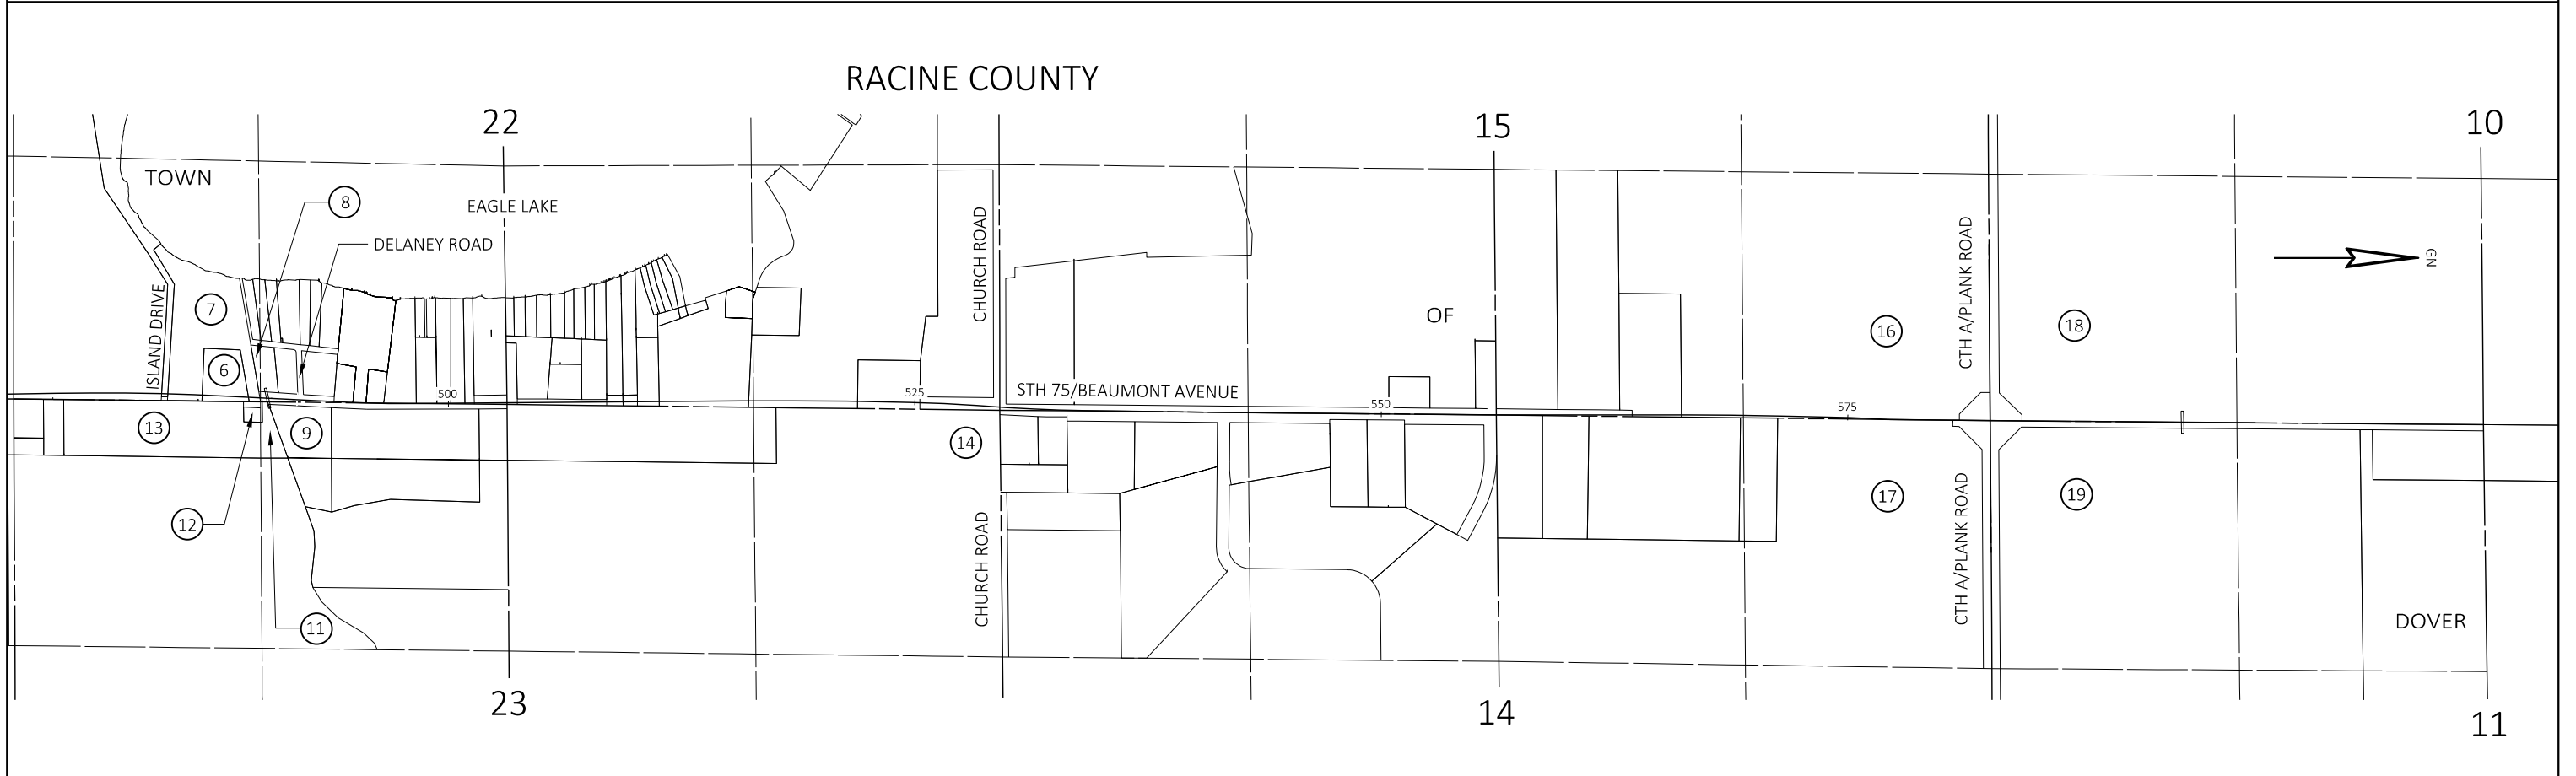 RACINE COUNTY
22
15
10
TOWN
8
EAGLE LAKE
DELANEY ROAD
CHURCH ROAD
CTH A/PLANK ROAD
GN
ISLAND DRIVE
7
OF
16
18
6
500
525
STH 75/BEAUMONT AVENUE
550
575
13
9
14
17
19
12
CHURCH ROAD
CTH A/PLANK ROAD
11
DOVER
23
14
11